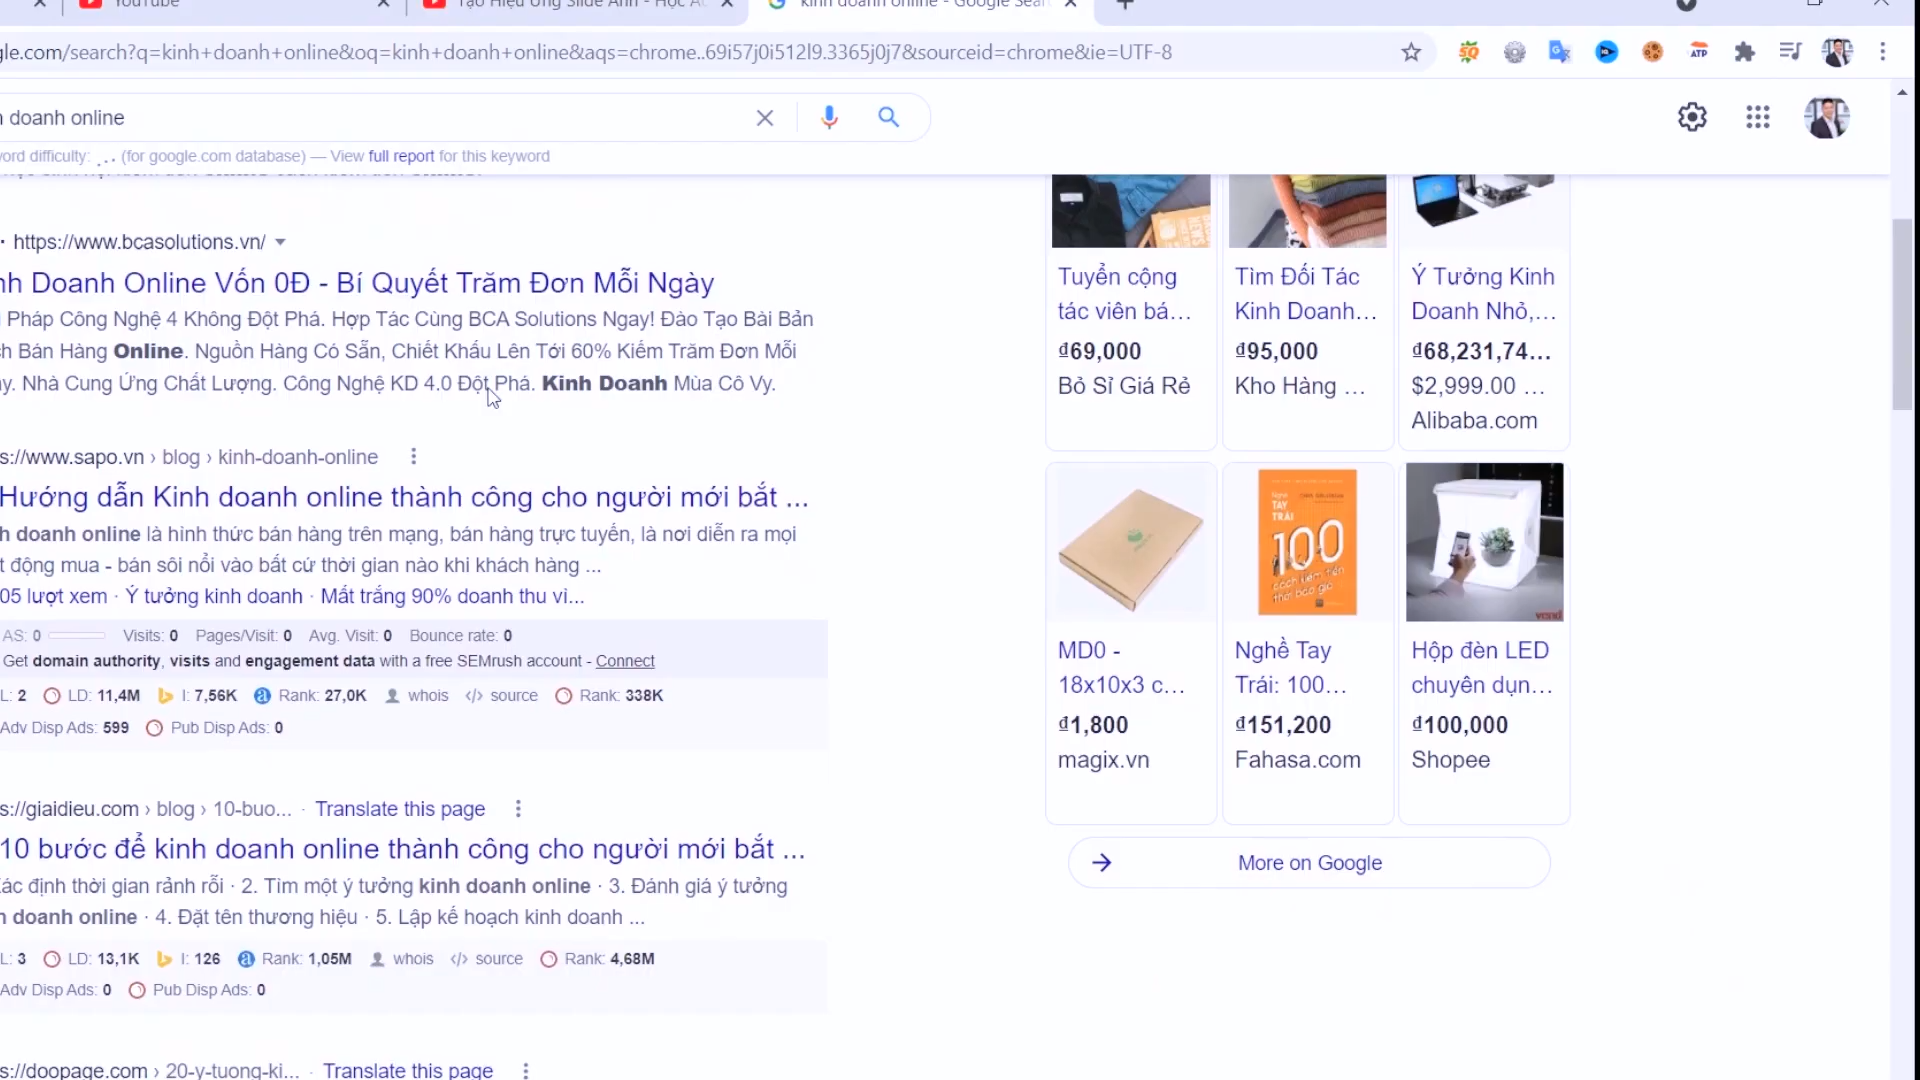 YouTube
Tạo Hiệu Ứng Slide Ảnh - Học Ac
kinh doanh online - Google Sear
gle.com/search?q=kinh+doanh+online&oq=kinh+doanh+online&aqs=chrome..69i57j0i512l9.3365j0j7&sourceid=chrome&ie=UTF-8
doanh online
ord difficulty: ... (for google.com database) — View full report for this keyword
· https://www.bcasolutions.vn/
nh Doanh Online Vốn 0Đ - Bí Quyết Trăm Đơn Mỗi Ngày
Pháp Công Nghệ 4 Không Đột Phá. Hợp Tác Cùng BCA Solutions Ngay! Đào Tạo Bài Bản
h Bán Hàng Online. Nguồn Hàng Có Sẵn, Chiết Khấu Lên Tới 60% Kiếm Trăm Đơn Mỗi
y. Nhà Cung Ứng Chất Lượng. Công Nghệ KD 4.0 Đột Phá. Kinh Doanh Mùa Cô Vy.
s://www.sapo.vn › blog › kinh-doanh-online
Hướng dẫn Kinh doanh online thành công cho người mới bắt ...
h doanh online là hình thức bán hàng trên mạng, bán hàng trực tuyến, là nơi diễn ra mọi
t động mua - bán sôi nổi vào bất cứ thời gian nào khi khách hàng ...
05 lượt xem · Ý tưởng kinh doanh · Mất trắng 90% doanh thu vì...
AS: 0 Visits: 0 Pages/Visit: 0 Avg. Visit: 0 Bounce rate: 0
Get domain authority, visits and engagement data with a free SEMrush account - Connect
L: 2 LD: 11,4M I: 7,56K Rank: 27,0K whois </> source Rank: 338K
Adv Disp Ads: 599 Pub Disp Ads: 0
s://giaidieu.com › blog › 10-buo... · Translate this page
10 bước để kinh doanh online thành công cho người mới bắt ...
ác định thời gian rảnh rỗi · 2. Tìm một ý tưởng kinh doanh online · 3. Đánh giá ý tưởng
h doanh online · 4. Đặt tên thương hiệu · 5. Lập kế hoạch kinh doanh ...
L: 3 LD: 13,1K I: 126 Rank: 1,05M whois </> source Rank: 4,68M
Adv Disp Ads: 0 Pub Disp Ads: 0
s://doopage.com › 20-y-tuong-ki... · Translate this page
Tuyển cộng
tác viên bá...
₫69,000
Bỏ Sỉ Giá Rẻ
Tìm Đối Tác
Kinh Doanh...
₫95,000
Kho Hàng ...
Ý Tưởng Kinh
Doanh Nhỏ,...
₫68,231,74...
$2,999.00 ...
Alibaba.com
MD0 -
18x10x3 c...
₫1,800
magix.vn
Nghề
TAY
TRÁI
100
cách kiếm tiền
thời bão giá
Nghề Tay
Trái: 100...
₫151,200
Fahasa.com
Hộp đèn LED
chuyên dụn...
₫100,000
Shopee
More on Google
ATP